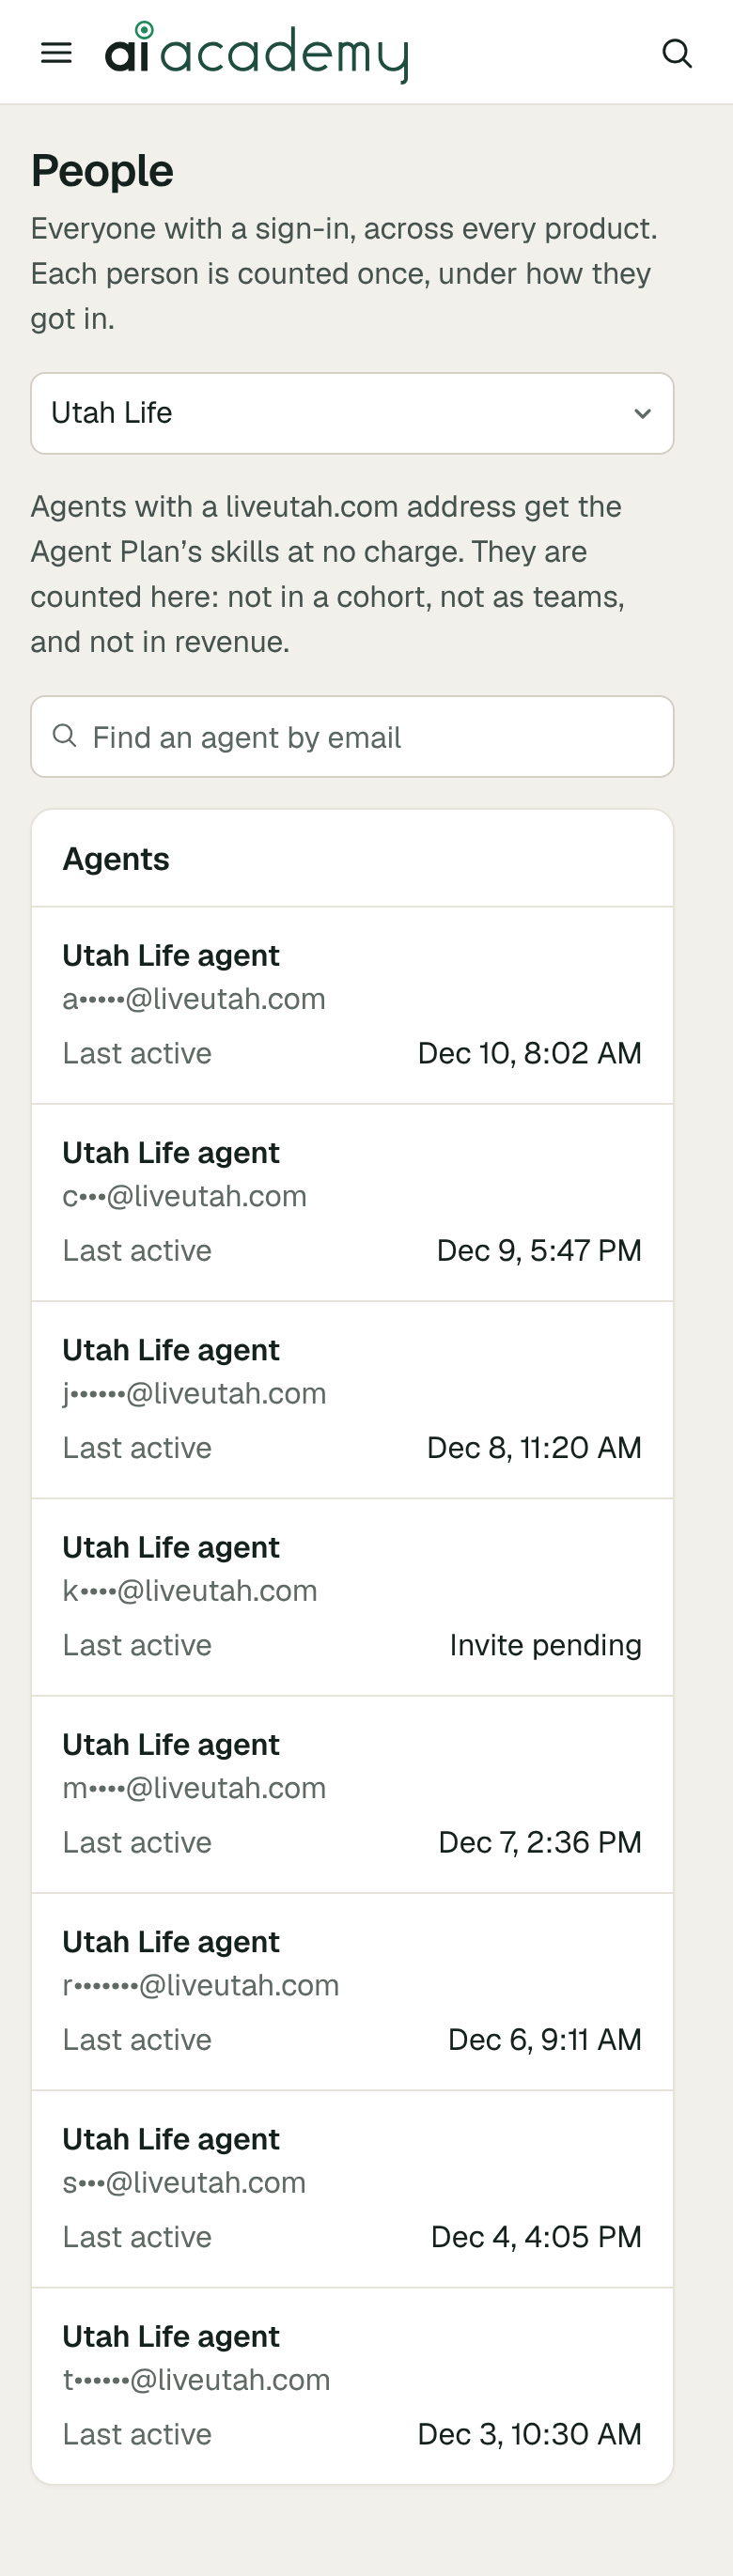 ai academy
People
Everyone with a sign-in, across every product.
Each person is counted once, under how they
got in.
Utah Life
Agents with a liveutah.com address get the
Agent Plan’s skills at no charge. They are
counted here: not in a cohort, not as teams,
and not in revenue.
Find an agent by email
Agents
Utah Life agent
a•••••@liveutah.com
Last active Dec 10, 8:02 AM
Utah Life agent
c•••@liveutah.com
Last active Dec 9, 5:47 PM
Utah Life agent
j••••••@liveutah.com
Last active Dec 8, 11:20 AM
Utah Life agent
k••••@liveutah.com
Last active Invite pending
Utah Life agent
m••••@liveutah.com
Last active Dec 7, 2:36 PM
Utah Life agent
r•••••••@liveutah.com
Last active Dec 6, 9:11 AM
Utah Life agent
s•••@liveutah.com
Last active Dec 4, 4:05 PM
Utah Life agent
t••••••@liveutah.com
Last active Dec 3, 10:30 AM